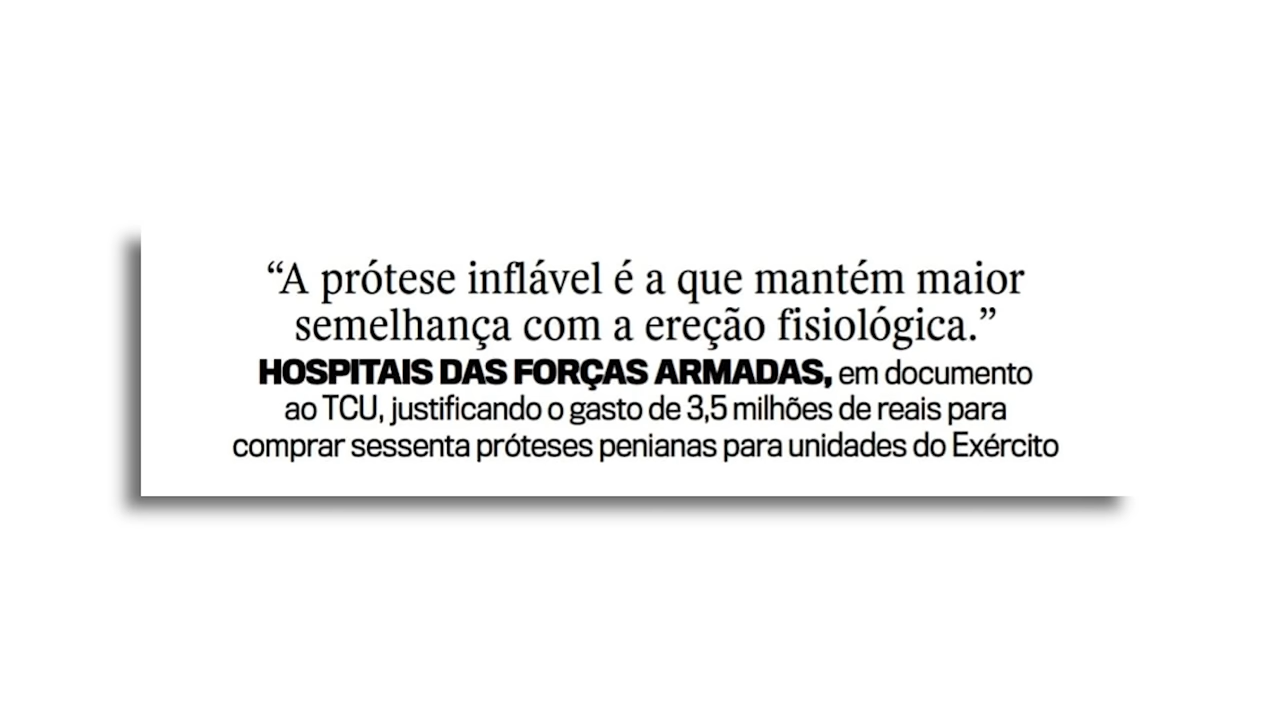 “A prótese inflável é a que mantém maior
semelhança com a ereção fisiológica.”
HOSPITAIS DAS FORÇAS ARMADAS, em documento
ao TCU, justificando o gasto de 3,5 milhões de reais para
comprar sessenta próteses penianas para unidades do Exército